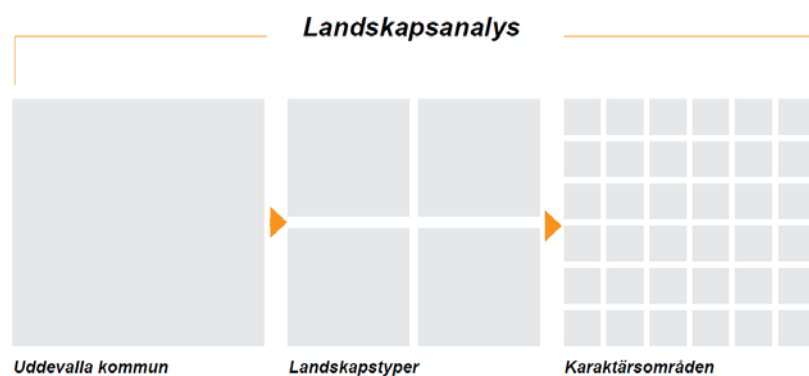 Landskapsanalys
Uddevalla kommun
Landskapstyper
Karaktärsområden